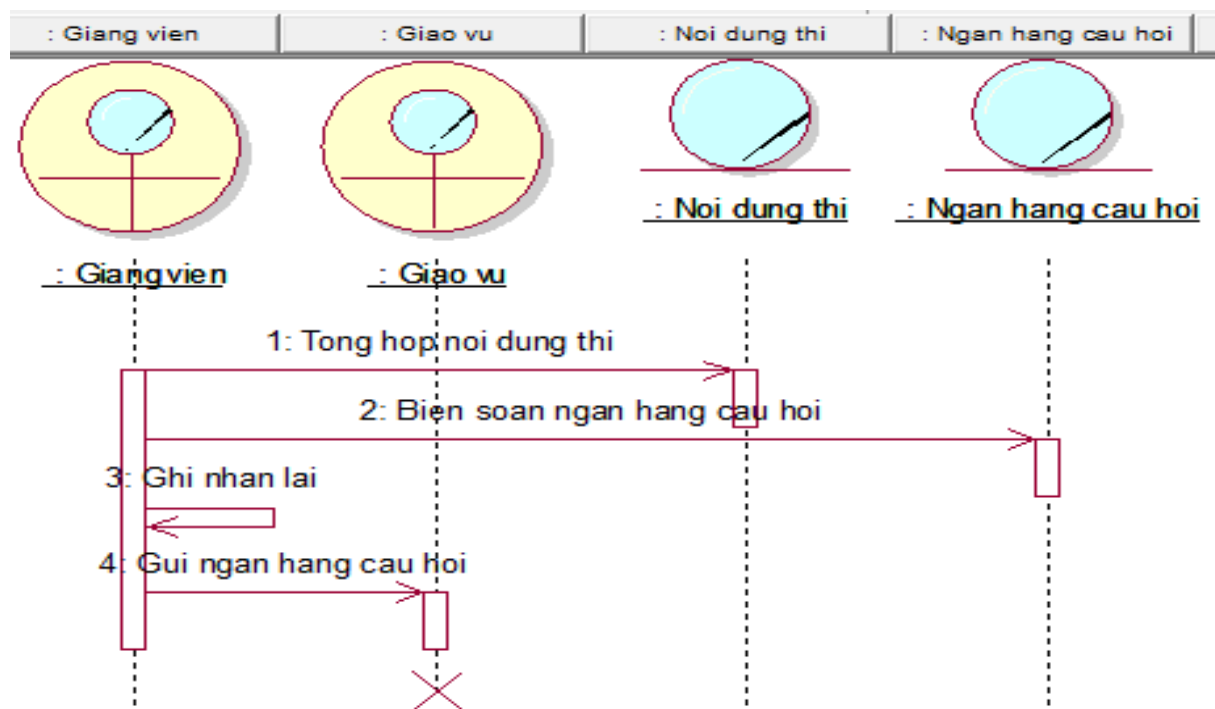 : Giang vien : Giao vu : Noi dung thi : Ngan hang cau hoi
: Noi dung thi : Ngan hang cau hoi
: Giang vien : Giao vu
1: Tong hop noi dung thi
2: Bien soan ngan hang cau hoi
3: Ghi nhan lai
4: Gui ngan hang cau hoi